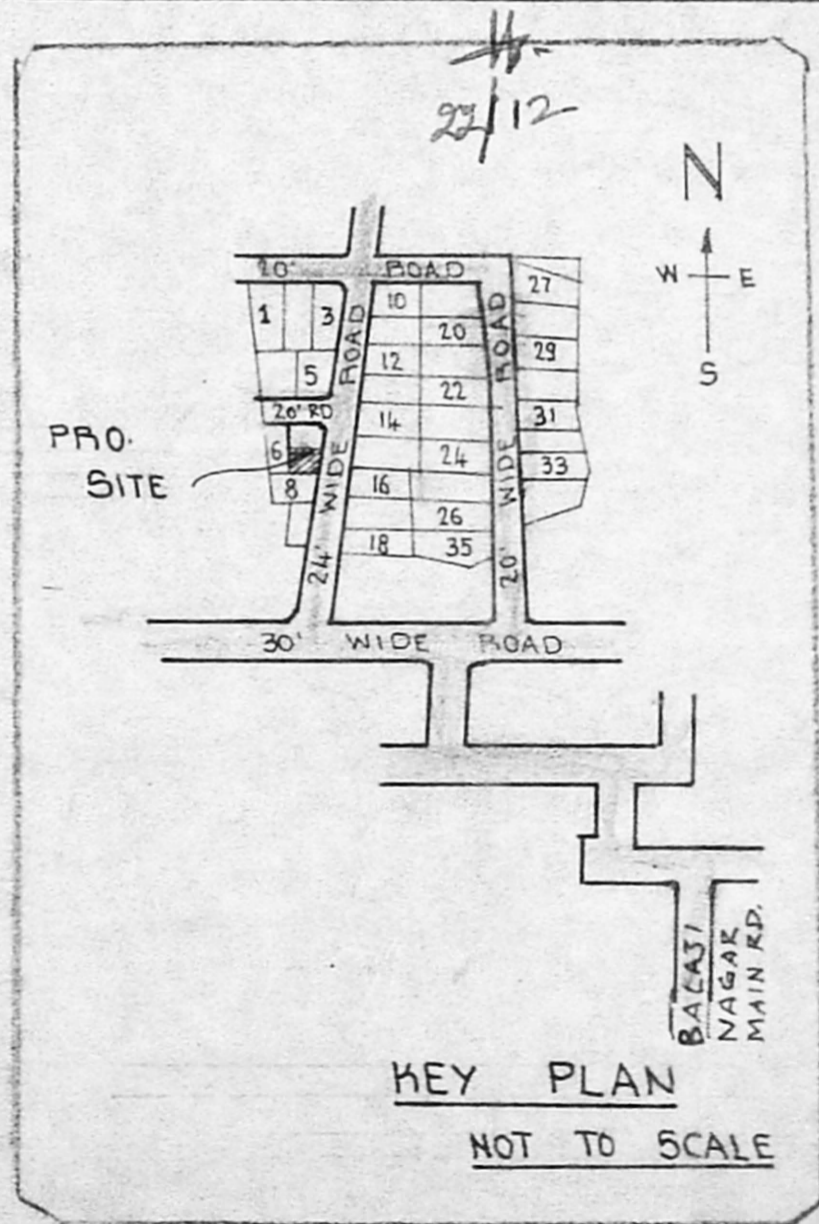 22/12
N
W E
S
20' ROAD
27
1 3 10
20
29
12
5
22
20' RD
14
31
PRO.
SITE
6
24
33
8
16
26
18 35
24' WIDE ROAD
20' WIDE ROAD
30' WIDE ROAD
BALAJI
NAGAR
MAIN RD.
KEY PLAN
NOT TO SCALE